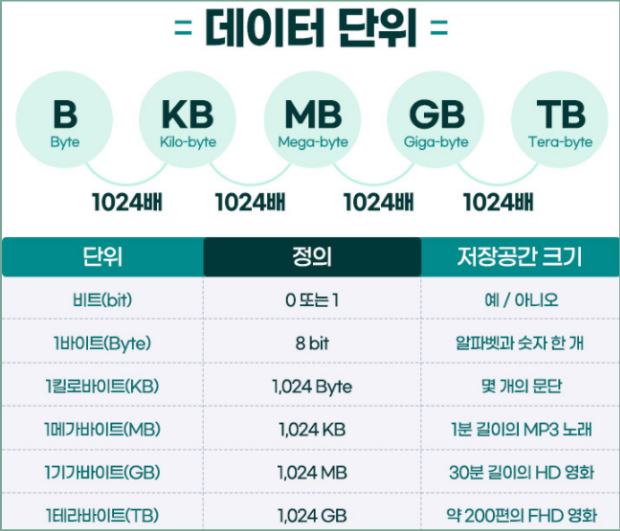 = 데이터 단위 =
B KB MB GB TB
Byte Kilo-byte Mega-byte Giga-byte Tera-byte
1024배 1024배 1024배 1024배
단위 정의 저장공간 크기
비트(bit) 0 또는 1 예 / 아니오
1바이트(Byte) 8 bit 알파벳과 숫자 한 개
1킬로바이트(KB) 1,024 Byte 몇 개의 문단
1메가바이트(MB) 1,024 KB 1분 길이의 MP3 노래
1기가바이트(GB) 1,024 MB 30분 길이의 HD 영화
1테라바이트(TB) 1,024 GB 약 200편의 FHD 영화